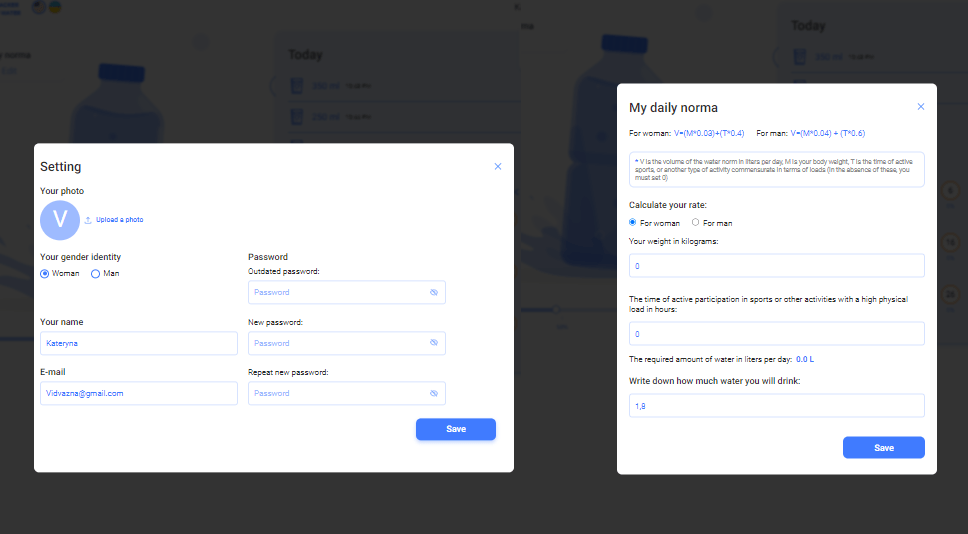 Today
Today
Setting
Your photo
V
Upload a photo
Your gender identity
Woman
Man
Your name
Kateryna
E-mail
Vidvazna@gmail.com
Password
Outdated password:
Password
New password:
Password
Repeat new password:
Password
Save
My daily norma
For woman: V=(M*0.03)+(T*0.4) For man: V=(M*0.04) + (T*0.6)
* V is the volume of the water norm in liters per day, M is your body weight, T is the time of active
sports, or another type of activity commensurate in terms of loads (in the absence of these, you
must set 0)
Calculate your rate:
For woman
For man
Your weight in kilograms:
0
The time of active participation in sports or other activities with a high physical
load in hours:
0
The required amount of water in liters per day: 0.0 L
Write down how much water you will drink:
1,8
Save